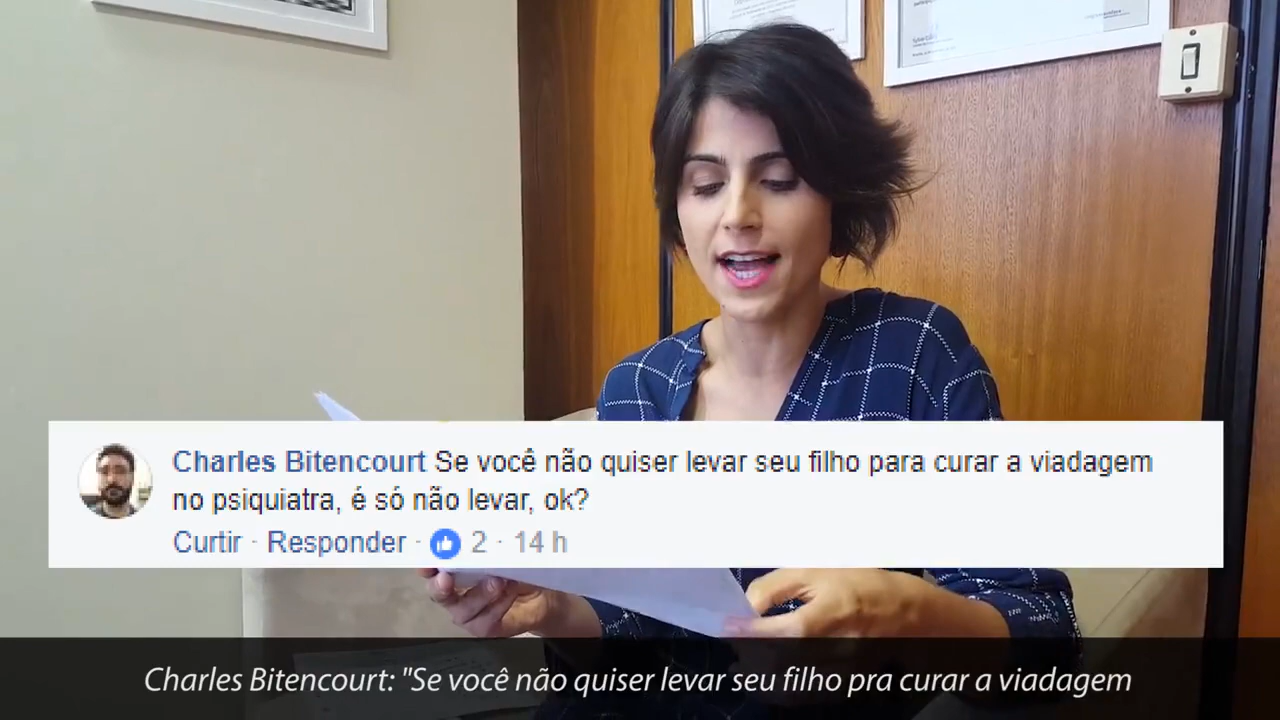 Charles Bitencourt Se você não quiser levar seu filho para curar a viadagem
no psiquiatra, é só não levar, ok?
Curtir · Responder · 2 · 14 h
Charles Bitencourt: "Se você não quiser levar seu filho pra curar a viadagem